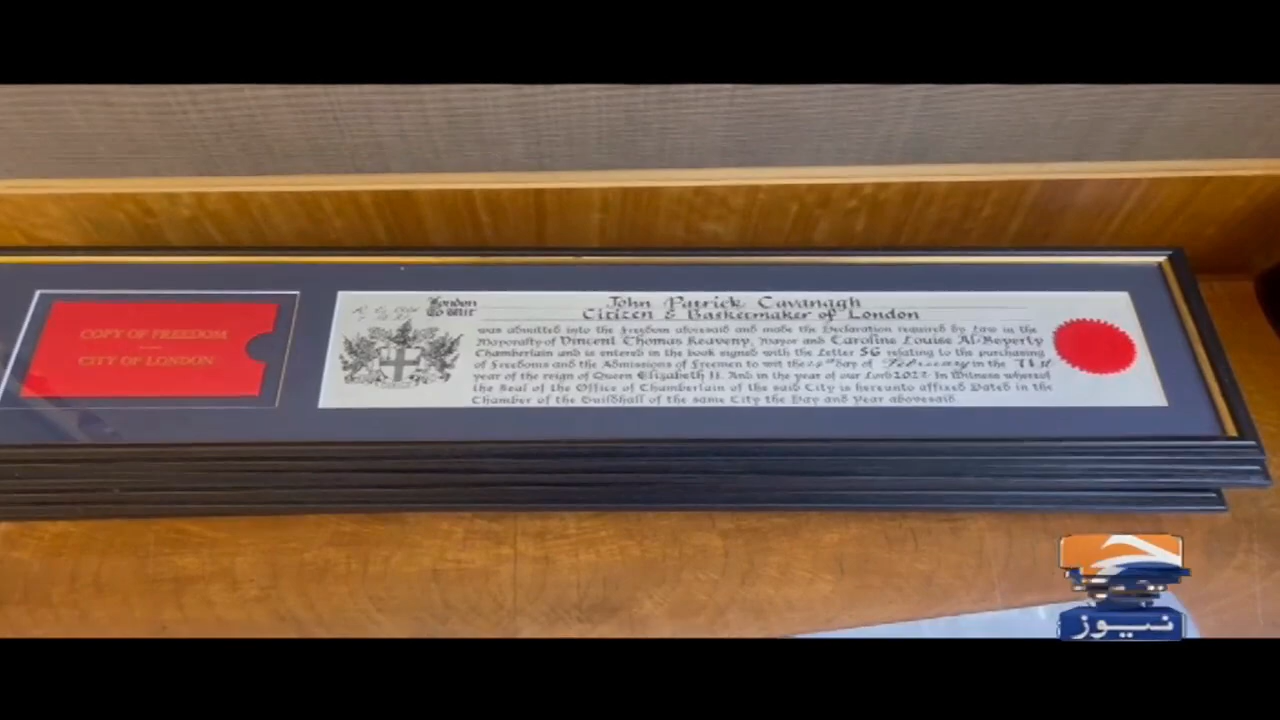 COPY OF FREEDOM
CITY OF LONDON
London
To Wit
John Patrick Cavanagh
Citizen & Basketmaker of London
was admitted into the Freedom aforesaid and made the Declaration required by Law in the
Mayoralty of Vincent Thomas Keaveny, Mayor and Caroline Louise Al-Beyerty
Chamberlain and is entered in the book signed with the Letter S6 relating to the purchasing
of Freedoms and the Admissions of Freemen to wit the day of February in the 71st
year of the reign of Queen Elizabeth II. And in the year of our Lord 2022. In Witness whereof
the Seal of the Office of Chamberlain of the said City is hereunto affixed Dated in the
Chamber of the Guildhall of the same City the Day and Year abovesaid.
نیوز